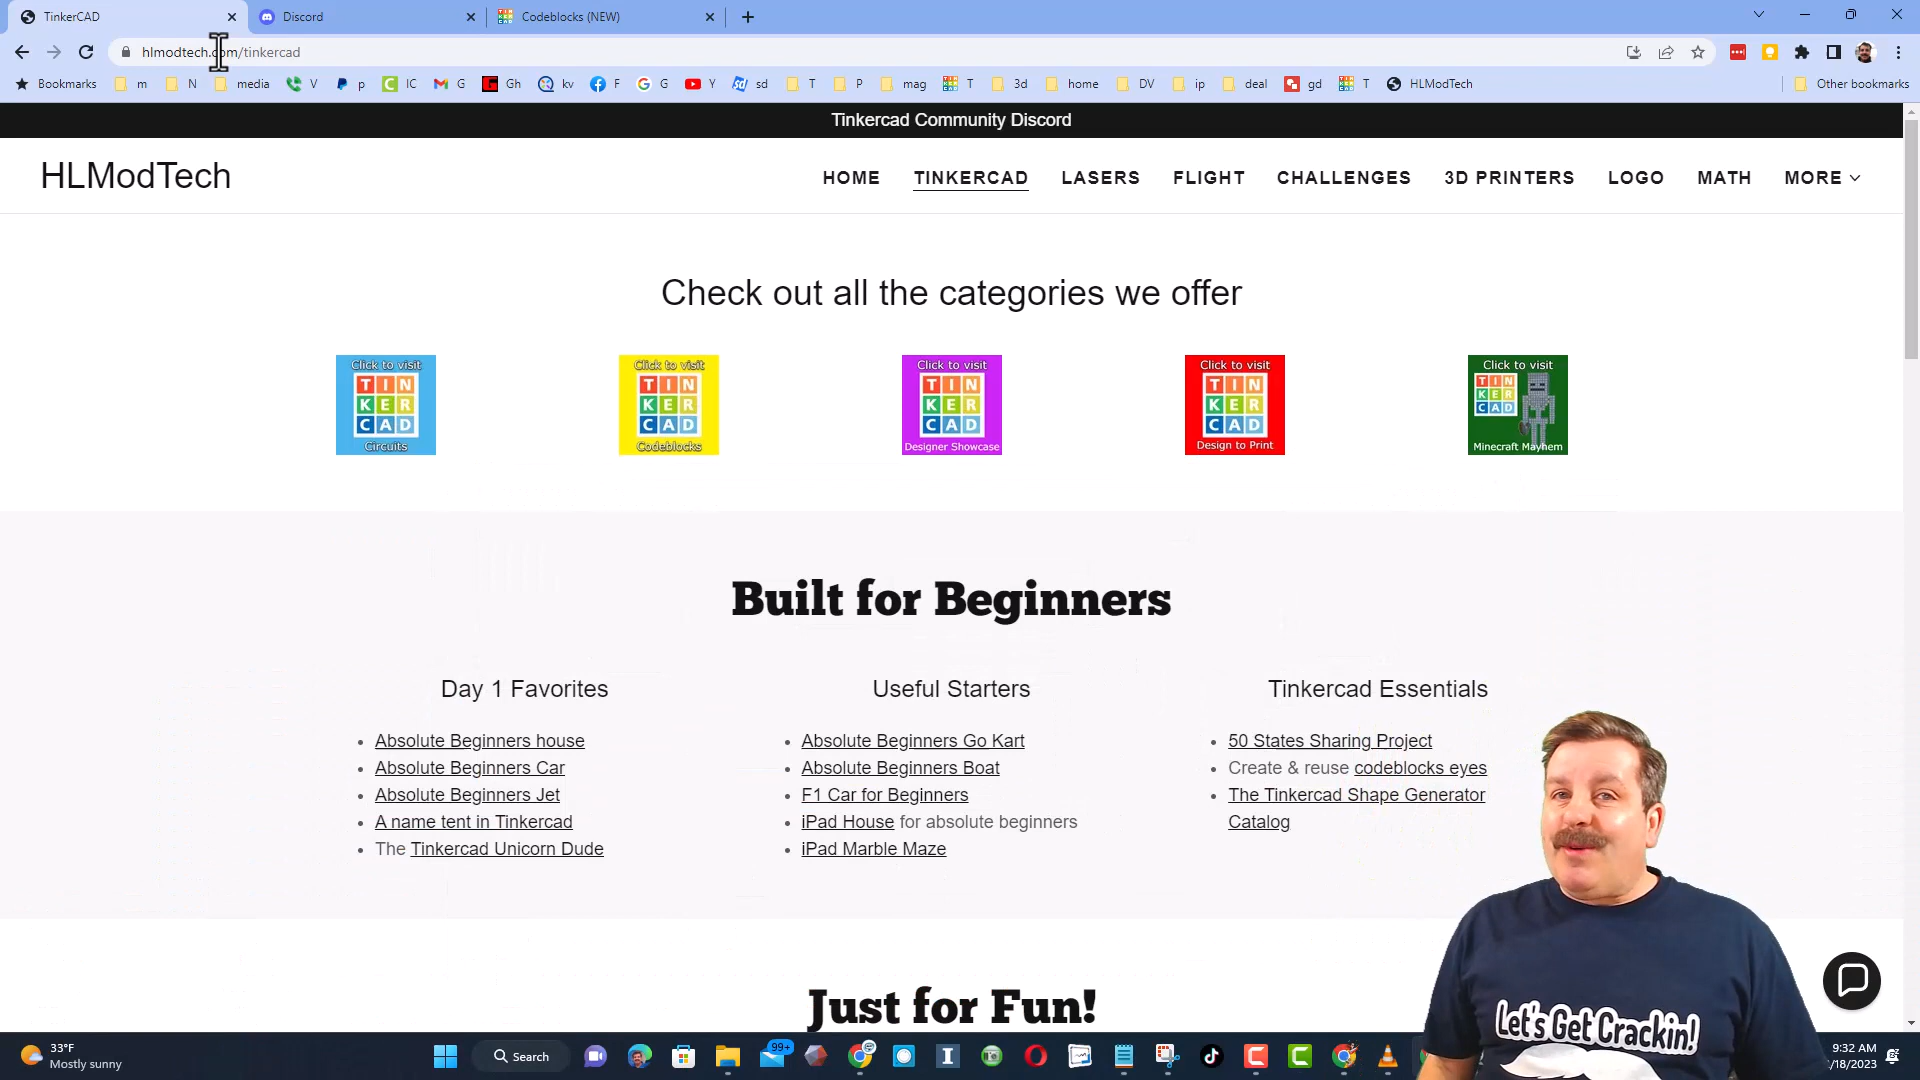 TinkerCAD
Discord
Codeblocks (NEW)
hlmodtech.com/tinkercad
Bookmarks m N media V p IC G Gh kv F G Y sd T P mag T 3d home DV ip deal gd T HLModTech Other bookmarks
Tinkercad Community Discord
HLModTech
HOME TINKERCAD LASERS FLIGHT CHALLENGES 3D PRINTERS LOGO MATH MORE
Check out all the categories we offer
Click to visit
TIN
KER
CAD
Circuits
Click to visit
TIN
KER
CAD
Codeblocks
Click to visit
TIN
KER
CAD
Designer Showcase
Click to visit
TIN
KER
CAD
Design to Print
Click to visit
TIN
KER
CAD
Minecraft Mayhem
Built for Beginners
Day 1 Favorites
Absolute Beginners house
Absolute Beginners Car
Absolute Beginners Jet
A name tent in Tinkercad
The Tinkercad Unicorn Dude
Useful Starters
Absolute Beginners Go Kart
Absolute Beginners Boat
F1 Car for Beginners
iPad House for absolute beginners
iPad Marble Maze
Tinkercad Essentials
50 States Sharing Project
Create & reuse codeblocks eyes
The Tinkercad Shape Generator
Catalog
Just for Fun!
Let's Get Crackin!
33°F
Mostly sunny
Search
99+
9:32 AM
/18/2023